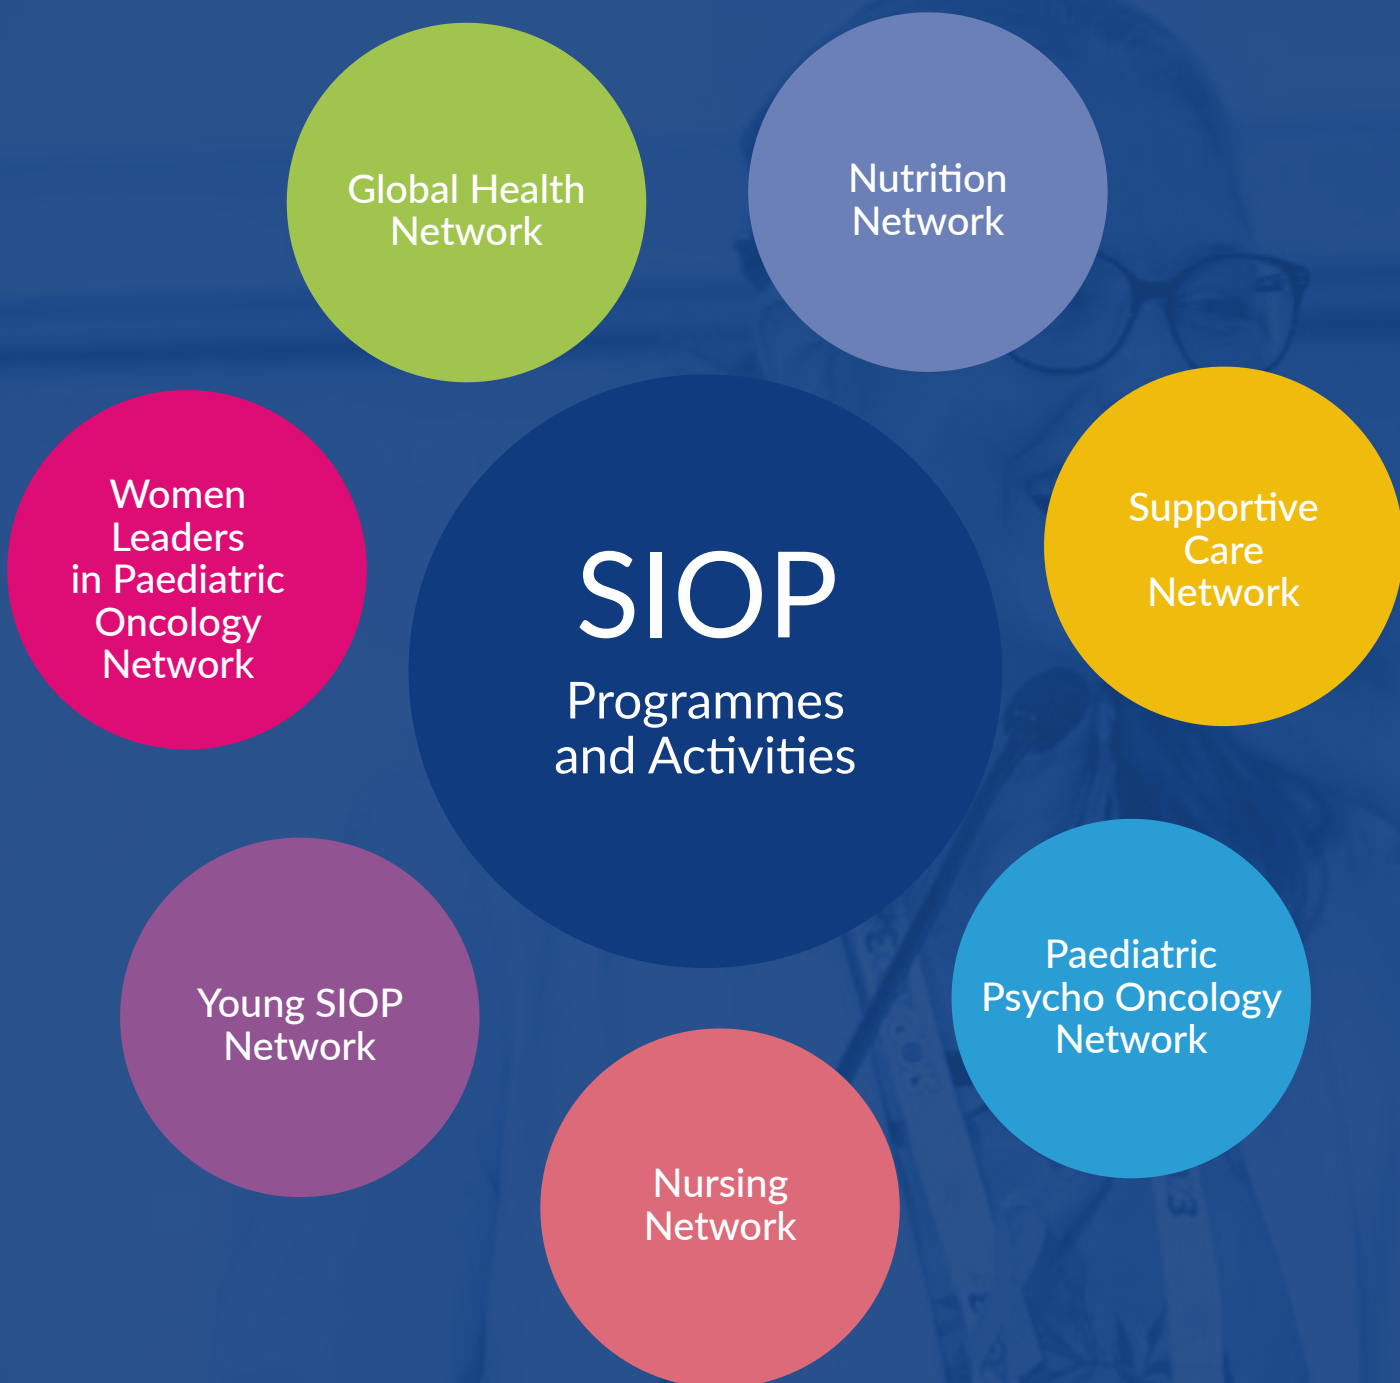 Global Health
Network
Nutrition
Network
Women
Leaders
in Paediatric
Oncology
Network
SIOP
Programmes
and Activities
Supportive
Care
Network
Young SIOP
Network
Paediatric
Psycho Oncology
Network
Nursing
Network